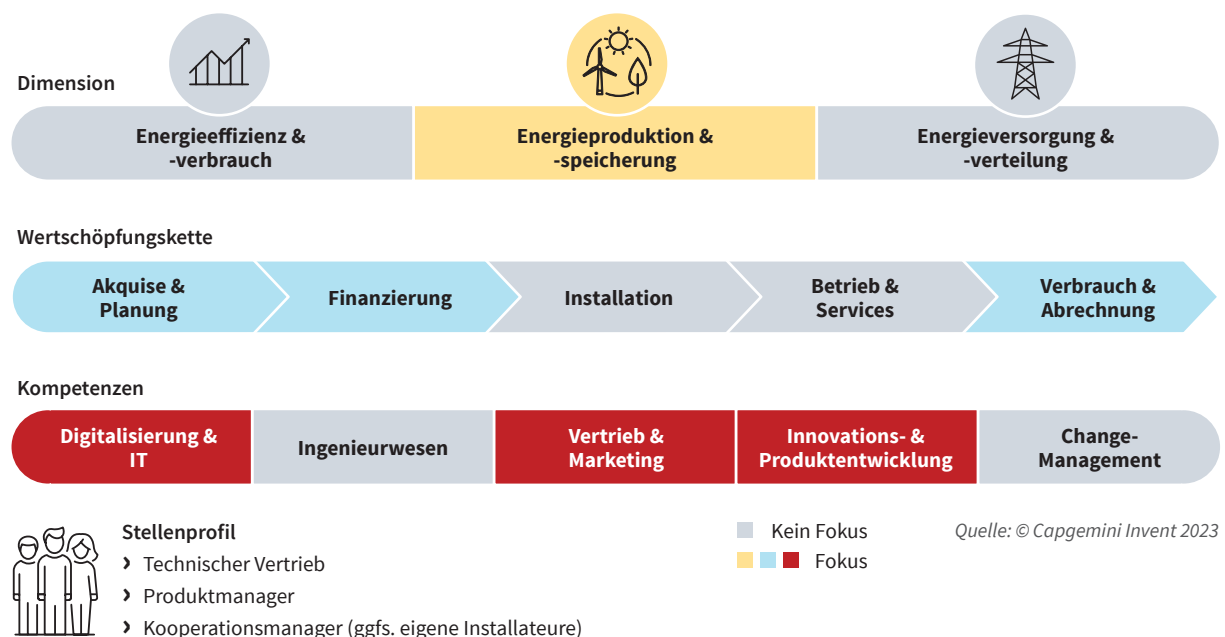 Dimension
Energieeffizienz &
-verbrauch
Energieproduktion &
-speicherung
Energieversorgung &
-verteilung
Wertschöpfungskette
Akquise &
Planung
Finanzierung
Installation
Betrieb &
Services
Verbrauch &
Abrechnung
Kompetenzen
Digitalisierung &
IT
Ingenieurwesen
Vertrieb &
Marketing
Innovations- &
Produktentwicklung
Change-
Management
Stellenprofil
› Technischer Vertrieb
› Produktmanager
› Kooperationsmanager (ggfs. eigene Installateure)
Kein Fokus
Fokus
Quelle: © Capgemini Invent 2023